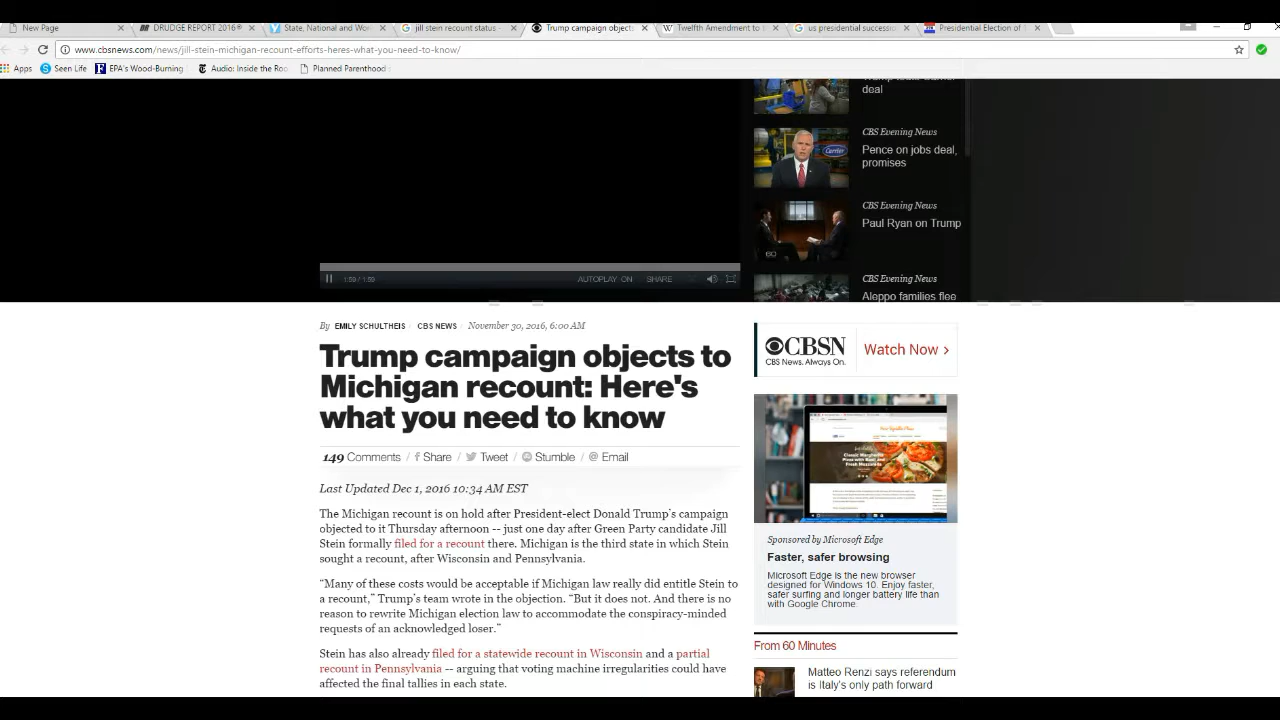 New Page
DRUDGE REPORT 2016®
State, National and Wo
jill stein recount status -
Trump campaign objects
Twelfth Amendment to
us presidential successi
Presidential Election of 1
www.cbsnews.com/news/jill-stein-michigan-recount-efforts-heres-what-you-need-to-know/
Apps
Seen Life
EPA's Wood-Burning
Audio: Inside the Roo
Planned Parenthood
deal
CBS Evening News
Pence on jobs deal,
promises
CBS Evening News
Paul Ryan on Trump
60
CBS Evening News
Aleppo families flee
1:59 / 1:59
AUTOPLAY ON
SHARE
By EMILY SCHULTHEIS / CBS NEWS / November 30, 2016, 6:00 AM
Trump campaign objects to
Michigan recount: Here's
what you need to know
149 Comments / f Share / Tweet / Stumble / @ Email
Last Updated Dec 1, 2016 10:34 AM EST
The Michigan recount is on hold after President-elect Donald Trump's campaign
objected to it Thursday afternoon -- just one day after Green Party candidate Jill
Stein formally filed for a recount there. Michigan is the third state in which Stein
sought a recount, after Wisconsin and Pennsylvania.
“Many of these costs would be acceptable if Michigan law really did entitle Stein to
a recount,” Trump’s team wrote in the objection. “But it does not. And there is no
reason to rewrite Michigan election law to accommodate the conspiracy-minded
requests of an acknowledged loser.”
Stein has also already filed for a statewide recount in Wisconsin and a partial
recount in Pennsylvania -- arguing that voting machine irregularities could have
affected the final tallies in each state.
CBSN
CBS News. Always On.
Watch Now >
Sponsored by Microsoft Edge
Faster, safer browsing
Microsoft Edge is the new browser
designed for Windows 10. Enjoy faster,
safer surfing and longer battery life than
with Google Chrome.
From 60 Minutes
Matteo Renzi says referendum
is Italy's only path forward